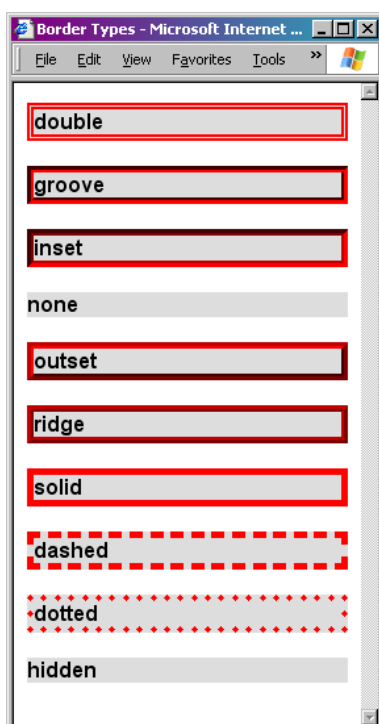 Border Types - Microsoft Internet ...
File Edit View Favorites Tools »
double
groove
inset
none
outset
ridge
solid
dashed
dotted
hidden